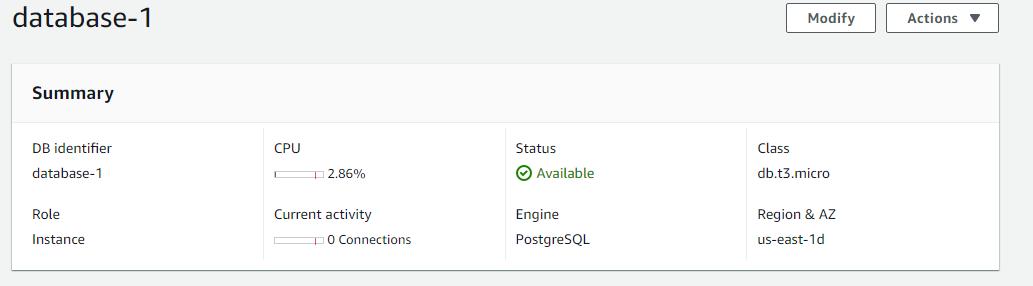 database-1
Modify
Actions
Summary
DB identifier
database-1
CPU
2.86%
Status
Available
Class
db.t3.micro
Role
Instance
Current activity
0 Connections
Engine
PostgreSQL
Region & AZ
us-east-1d